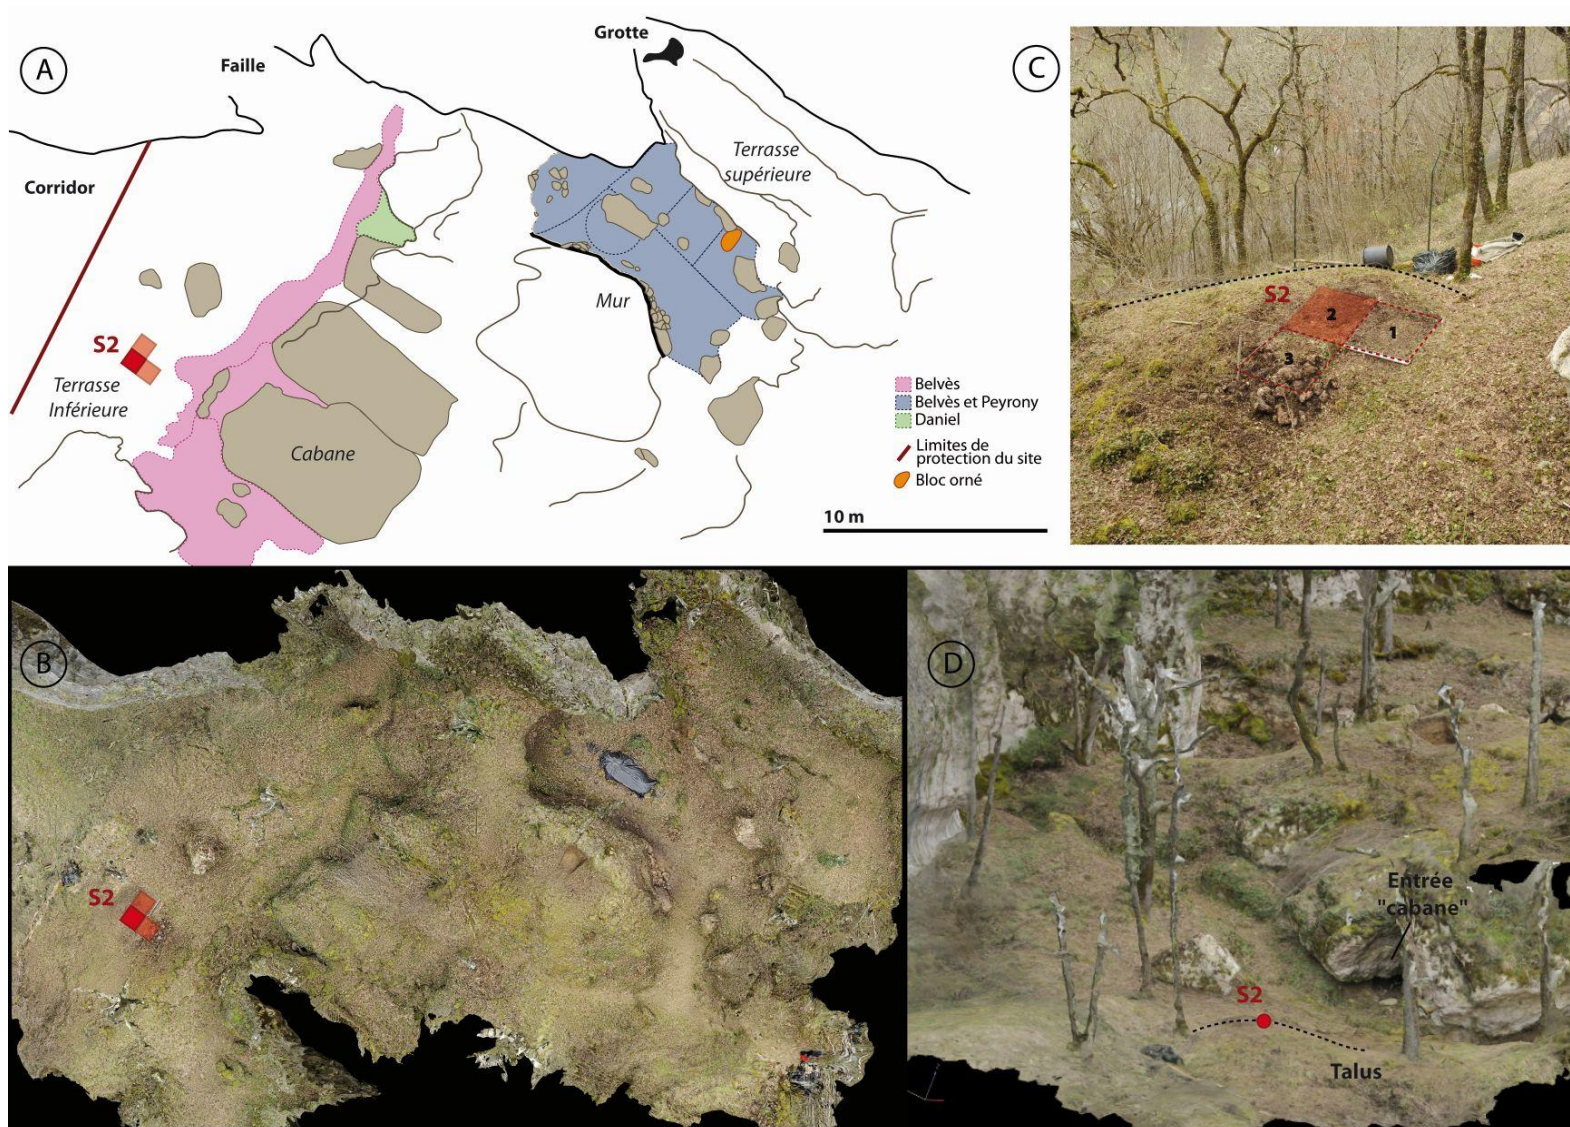 A
Faille
Grotte
Corridor
Terrasse
supérieure
S2
Terrasse
Inférieure
Mur
Cabane
Belvès
Belvès et Peyrony
Daniel
Limites de
protection du site
Bloc orné
10 m
C
S2
2
1
3
B
S2
D
Entrée
"cabane"
S2
Talus